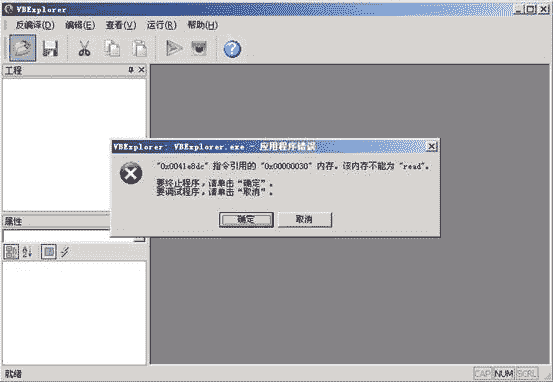 VBExplorer
反编译(D) 编辑(E) 查看(V) 运行(R) 帮助(H)
工程
VBExplorer: VBExplorer.exe - 应用程序错误
"0x0041e8dc" 指令引用的 "0x00000030" 内存。该内存不能为 "read"。
要终止程序，请单击“确定”。
要调试程序，请单击“取消”。
确定 取消
属性
就绪
CAP NUM SCRL